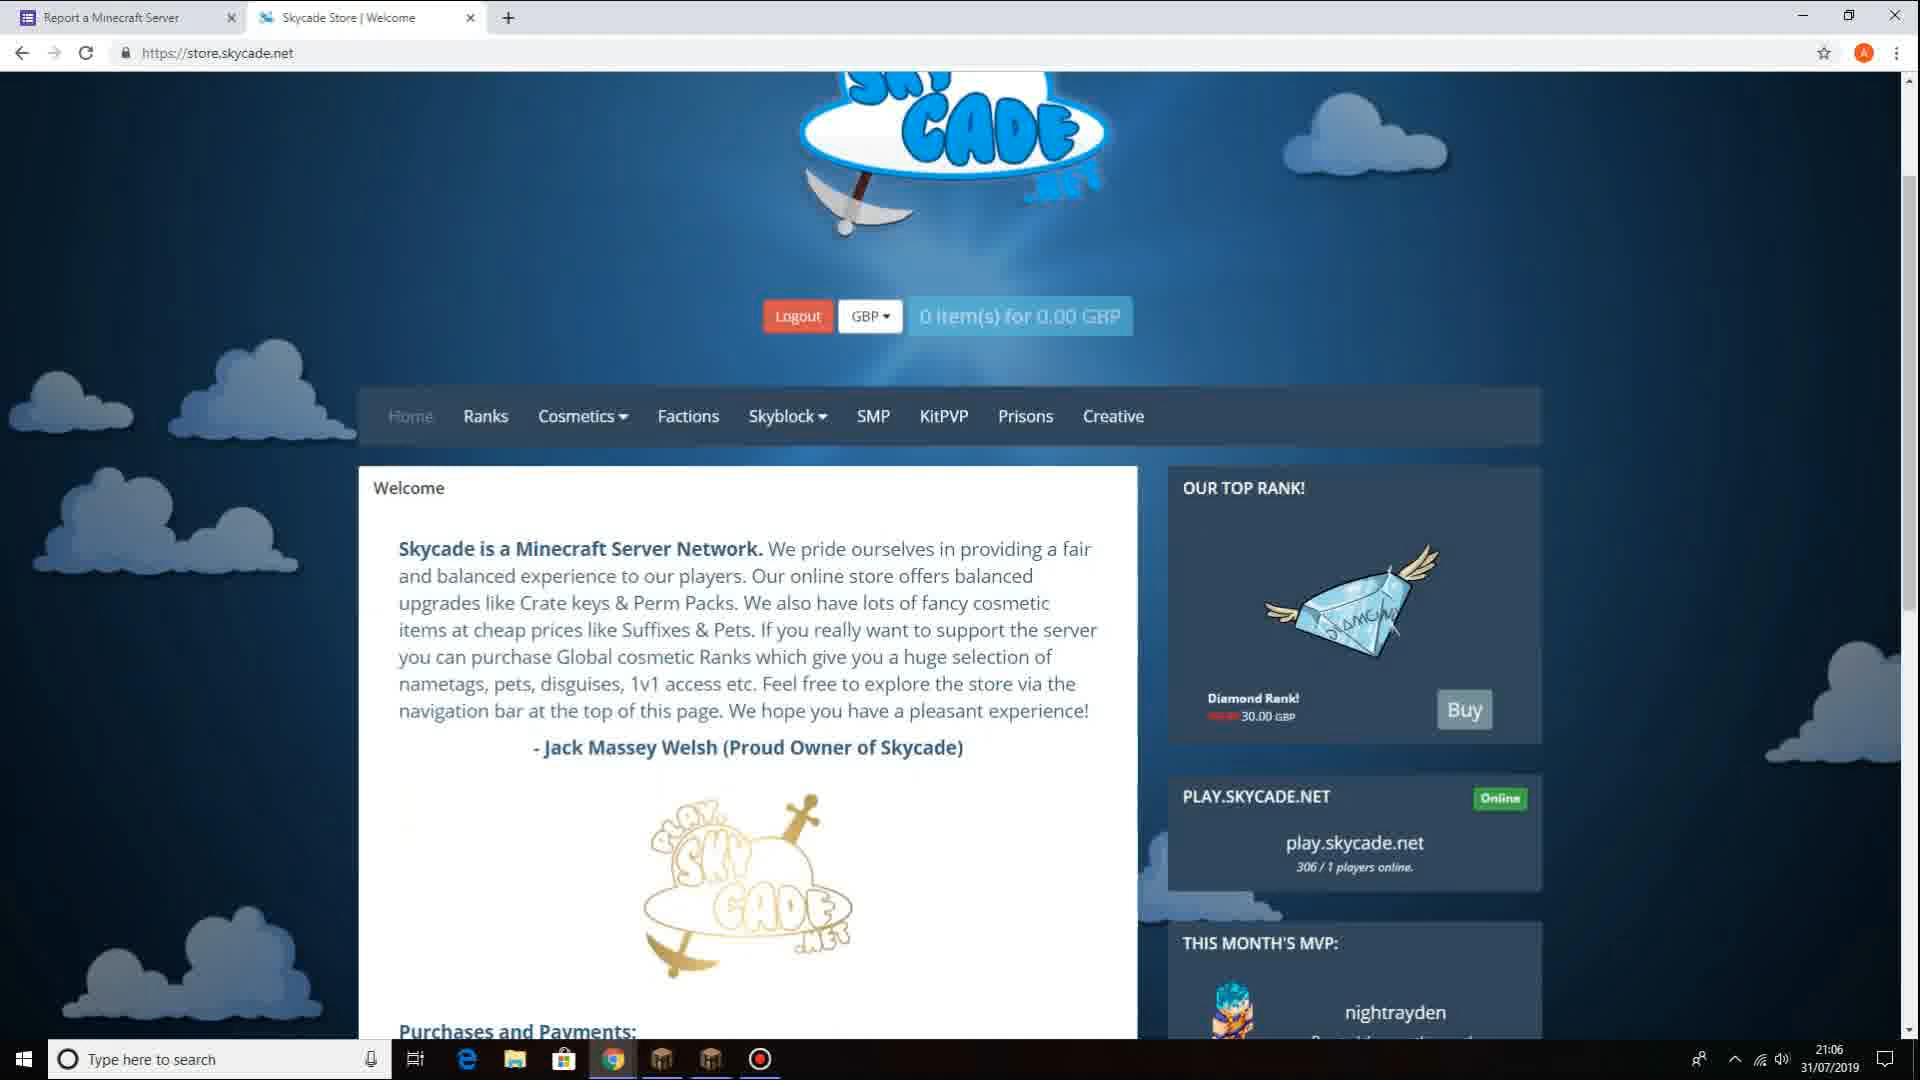 Report a Minecraft Server
Skycade Store | Welcome
https://store.skycade.net
SKY
CADE
.NET
Logout
GBP
0 item(s) for 0.00 GBP
Home Ranks Cosmetics Factions Skyblock SMP KitPVP Prisons Creative
Welcome
Skycade is a Minecraft Server Network. We pride ourselves in providing a fair
and balanced experience to our players. Our online store offers balanced
upgrades like Crate keys & Perm Packs. We also have lots of fancy cosmetic
items at cheap prices like Suffixes & Pets. If you really want to support the server
you can purchase Global cosmetic Ranks which give you a huge selection of
nametags, pets, disguises, 1v1 access etc. Feel free to explore the store via the
navigation bar at the top of this page. We hope you have a pleasant experience!
- Jack Massey Welsh (Proud Owner of Skycade)
PLAY.
SKY
CADE
.NET
Purchases and Payments:
OUR TOP RANK!
DIAMOND
Diamond Rank!
30.00 GBP
Buy
PLAY.SKYCADE.NET
Online
play.skycade.net
306 / 1 players online.
THIS MONTH'S MVP:
nightrayden
Type here to search
21:06
31/07/2019
A